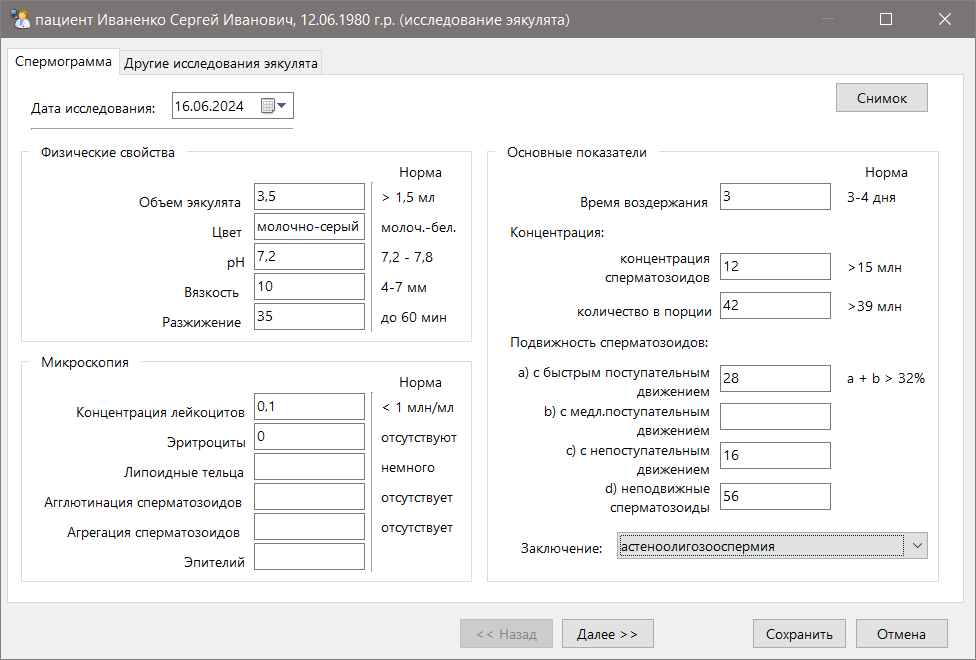 пациент Иваненко Сергей Иванович, 12.06.1980 г.р. (исследование эякулята)
Спермограмма
Другие исследования эякулята
Дата исследования: 16.06.2024
Снимок
Физические свойства
Норма
Объем эякулята 3,5 > 1,5 мл
Цвет молочно-серый молоч.-бел.
pH 7,2 7,2 - 7,8
Вязкость 10 4-7 мм
Разжижение 35 до 60 мин
Микроскопия
Норма
Концентрация лейкоцитов 0,1 < 1 млн/мл
Эритроциты 0 отсутствуют
Липоидные тельца немного
Агглютинация сперматозоидов отсутствует
Агрегация сперматозоидов отсутствует
Эпителий
Основные показатели
Норма
Время воздержания 3 3-4 дня
Концентрация:
концентрация
сперматозоидов 12 >15 млн
количество в порции 42 >39 млн
Подвижность сперматозоидов:
a) с быстрым поступательным
движением 28 a + b > 32%
b) с медл.поступательным
движением
c) с непоступательным
движением 16
d) неподвижные
сперматозоиды 56
Заключение: астеноолигозооспермия
<< Назад
Далее >>
Сохранить
Отмена